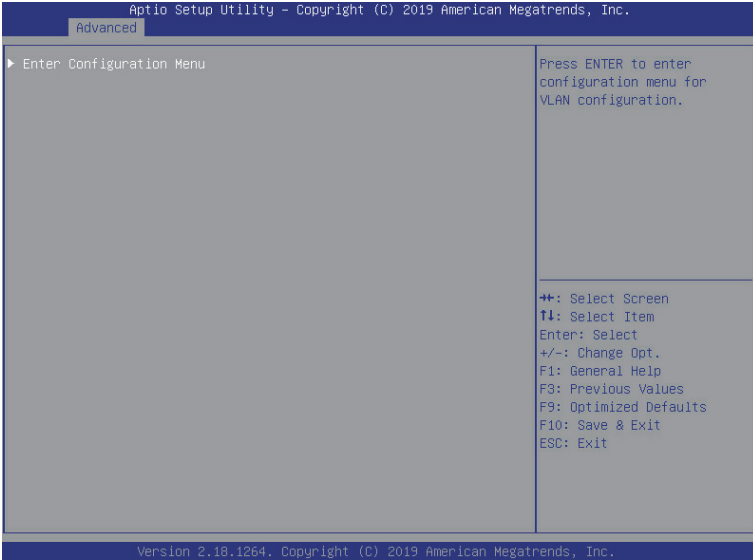 Aptio Setup Utility – Copyright (C) 2019 American Megatrends, Inc.
Advanced
▶ Enter Configuration Menu
Press ENTER to enter
configuration menu for
VLAN configuration.
→←: Select Screen
↑↓: Select Item
Enter: Select
+/-: Change Opt.
F1: General Help
F3: Previous Values
F9: Optimized Defaults
F10: Save & Exit
ESC: Exit
Version 2.18.1264. Copyright (C) 2019 American Megatrends, Inc.